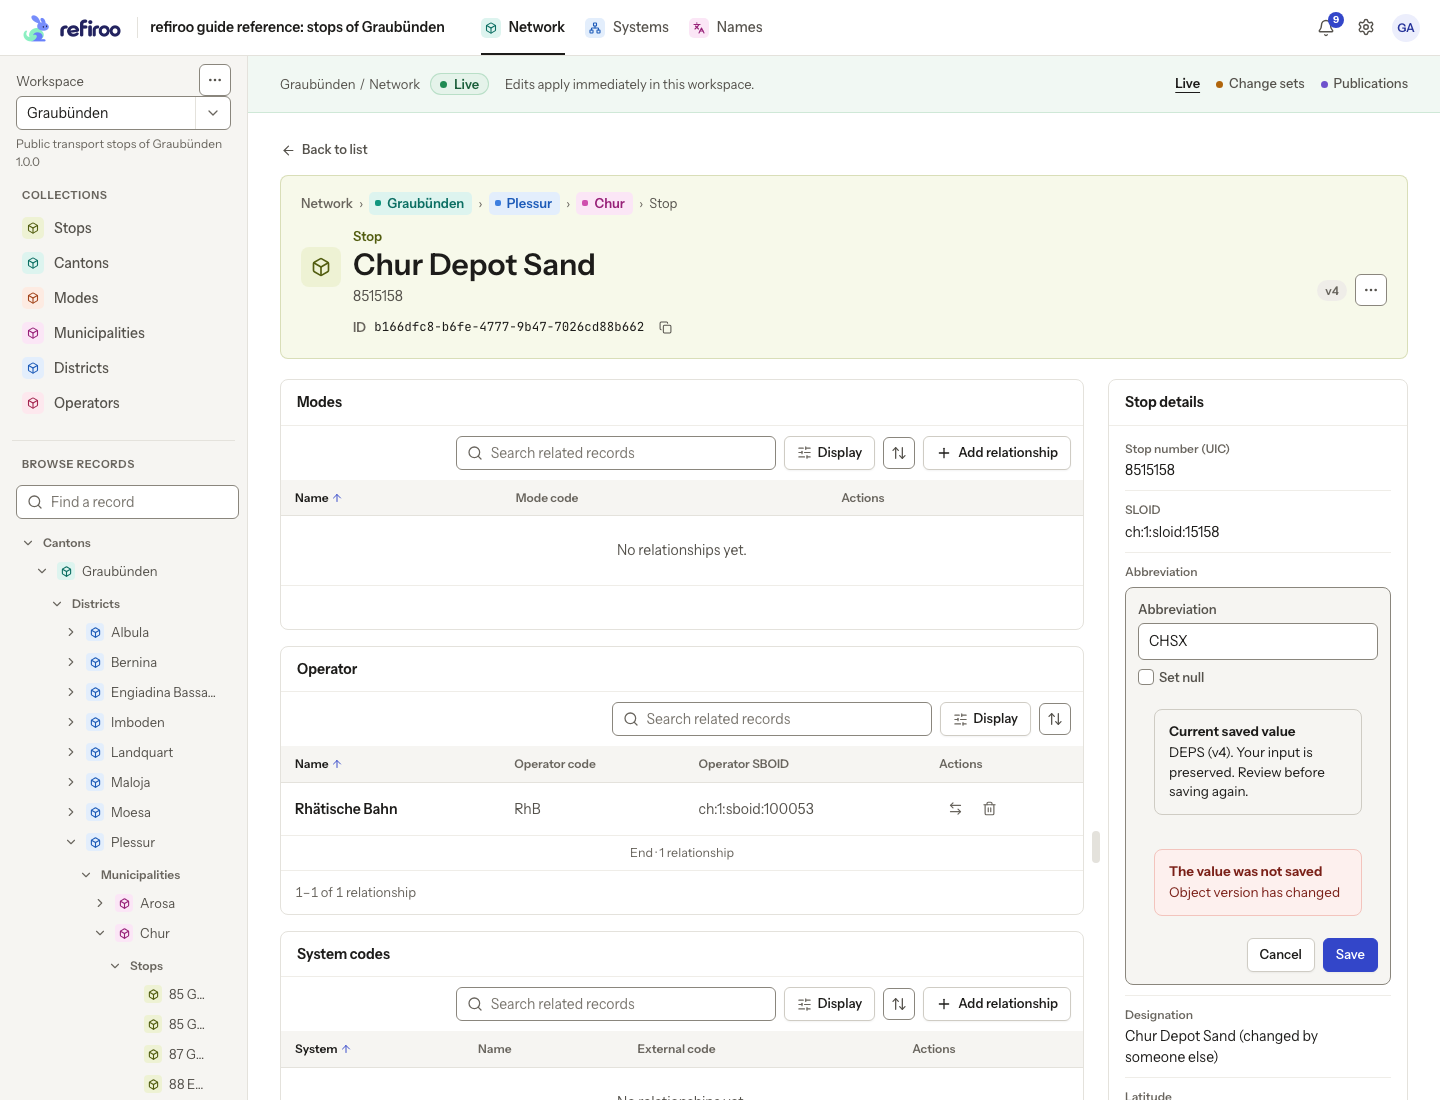 refiroo
refiroo guide reference: stops of Graubünden
Network
Systems
Names
9
GA
Workspace
Graubünden
Public transport stops of Graubünden
1.0.0
COLLECTIONS
Stops
Cantons
Modes
Municipalities
Districts
Operators
BROWSE RECORDS
Find a record
Cantons
Graubünden
Districts
Albula
Bernina
Engiadina Bassa...
Imboden
Landquart
Maloja
Moesa
Plessur
Municipalities
Arosa
Chur
Stops
85 G...
85 G...
87 G...
88 E...
Graubünden / Network
Live
Edits apply immediately in this workspace.
Live
Change sets
Publications
Back to list
Network › Graubünden › Plessur › Chur › Stop
Stop
Chur Depot Sand
8515158
ID b166dfc8-b6fe-4777-9b47-7026cd88b662
v4
Modes
Search related records
Display
Add relationship
Name
Mode code
Actions
No relationships yet.
Operator
Search related records
Display
Name
Operator code
Operator SBOID
Actions
Rhätische Bahn
RhB
ch:1:sboid:100053
End · 1 relationship
1–1 of 1 relationship
System codes
Search related records
Display
Add relationship
System
Name
External code
Actions
No relationships yet.
Stop details
Stop number (UIC)
8515158
SLOID
ch:1:sloid:15158
Abbreviation
Abbreviation
CHSX
Set null
Current saved value
DEPS (v4). Your input is
preserved. Review before
saving again.
The value was not saved
Object version has changed
Cancel
Save
Designation
Chur Depot Sand (changed by
someone else)
Latitude